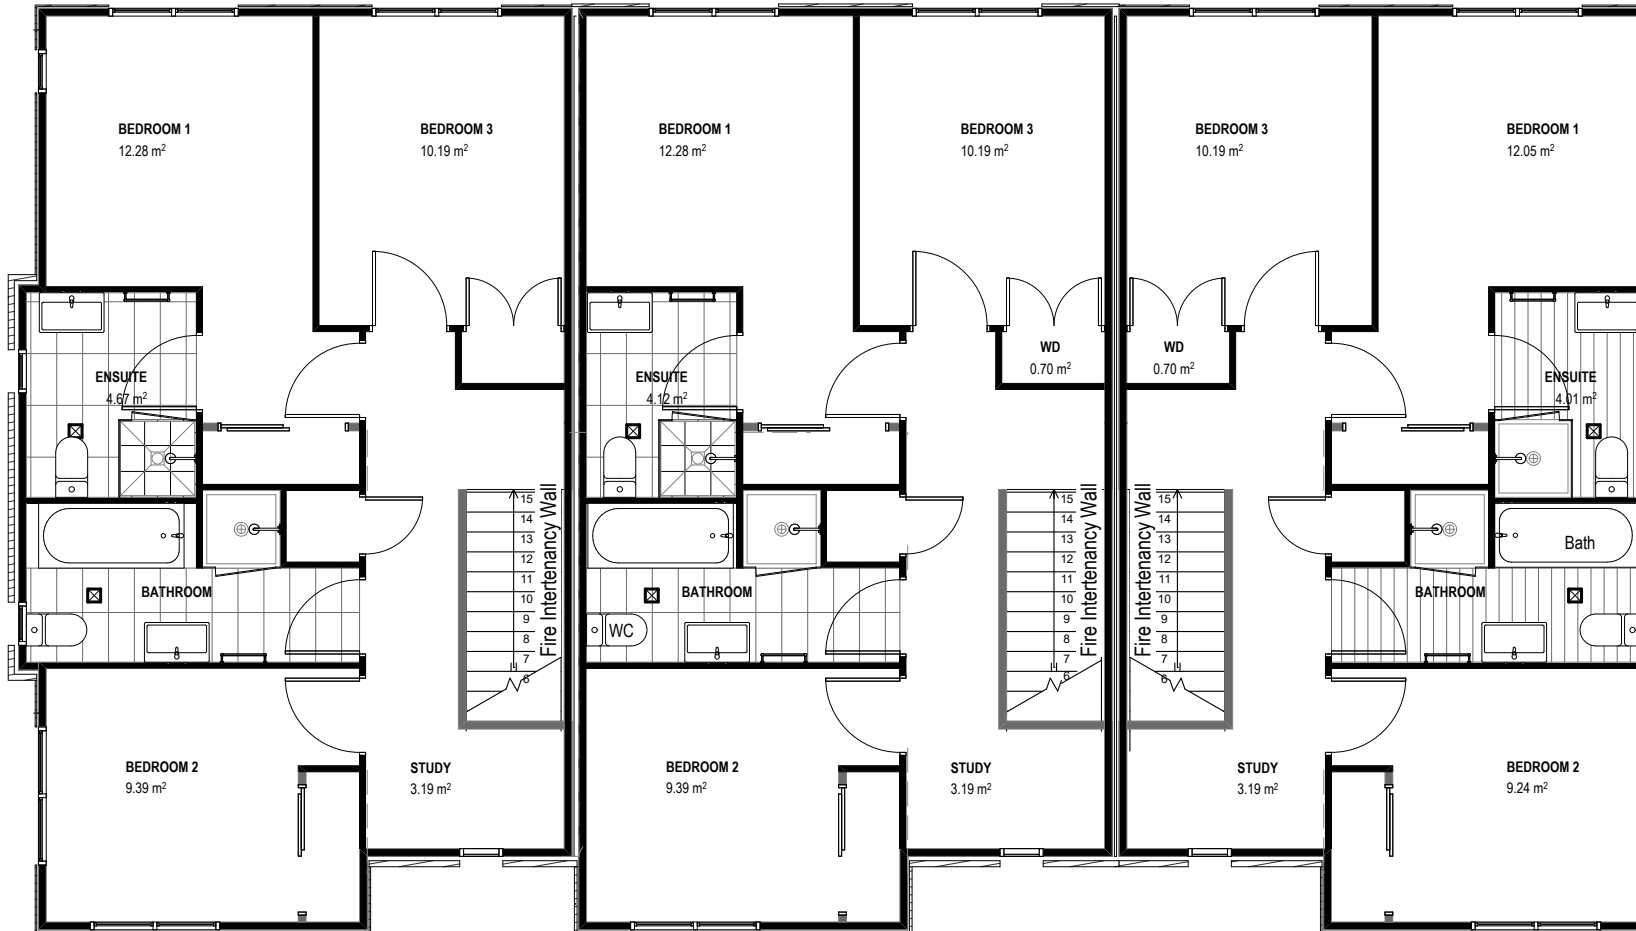 BEDROOM 1
12.28 m²
BEDROOM 3
10.19 m²
BEDROOM 1
12.28 m²
BEDROOM 3
10.19 m²
BEDROOM 3
10.19 m²
BEDROOM 1
12.05 m²
WD
0.70 m²
WD
0.70 m²
ENSUITE
4.67 m²
ENSUITE
4.12 m²
ENSUITE
4.01 m²
15
14
13
12
11
10
9
8
7
6
Fire Intertenancy Wall
15
14
13
12
11
10
9
8
7
6
Fire Intertenancy Wall
Fire Intertenancy Wall
15
14
13
12
11
10
9
8
7
6
Bath
BATHROOM
BATHROOM
BATHROOM
WC
BEDROOM 2
9.39 m²
STUDY
3.19 m²
BEDROOM 2
9.39 m²
STUDY
3.19 m²
STUDY
3.19 m²
BEDROOM 2
9.24 m²